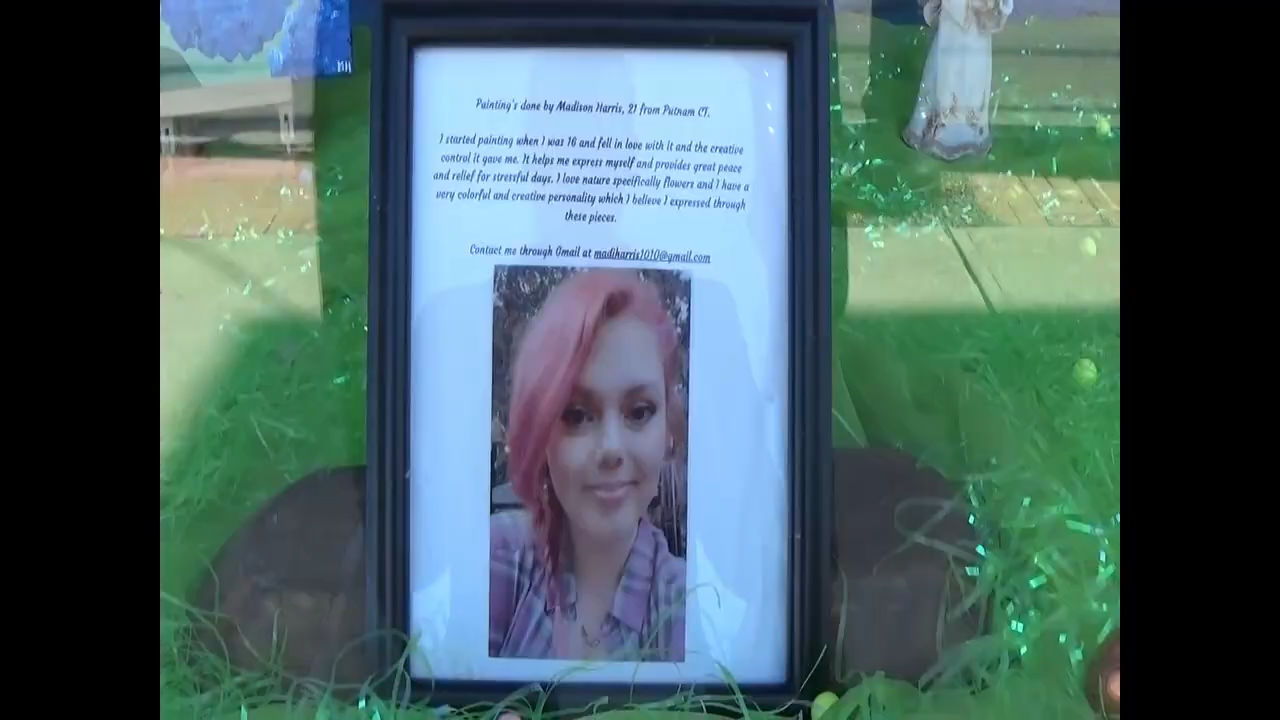 MH
Painting's done by Madison Harris, 21 from Putnam CT.
I started painting when I was 16 and fell in love with it and the creative
control it gave me. It helps me express myself and provides great peace
and relief for stressful days. I love nature specifically flowers and I have a
very colorful and creative personality which I believe I expressed through
these pieces.
Contact me through Gmail at madiharris1010@gmail.com